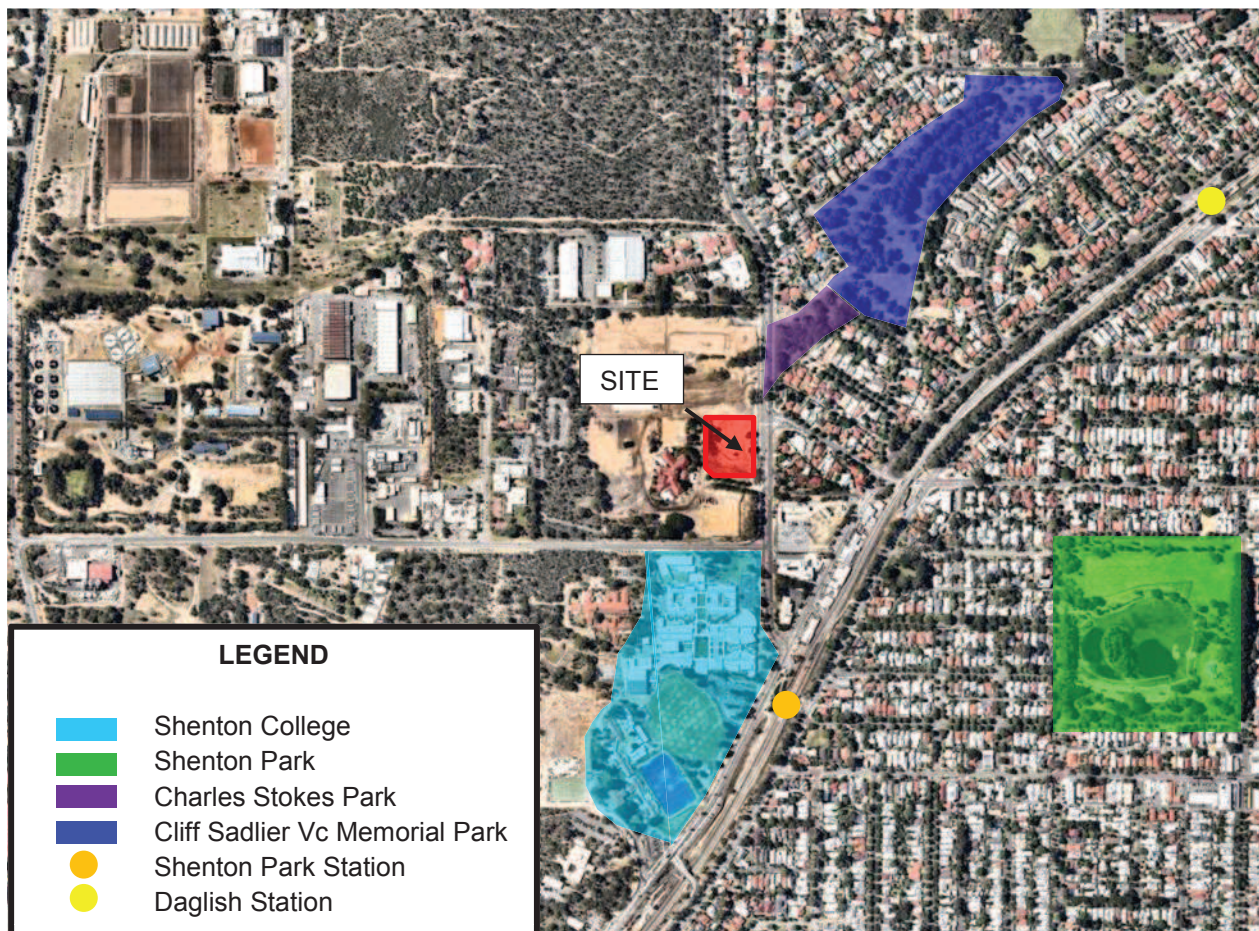 SITE
LEGEND
Shenton College
Shenton Park
Charles Stokes Park
Cliff Sadlier Vc Memorial Park
Shenton Park Station
Daglish Station